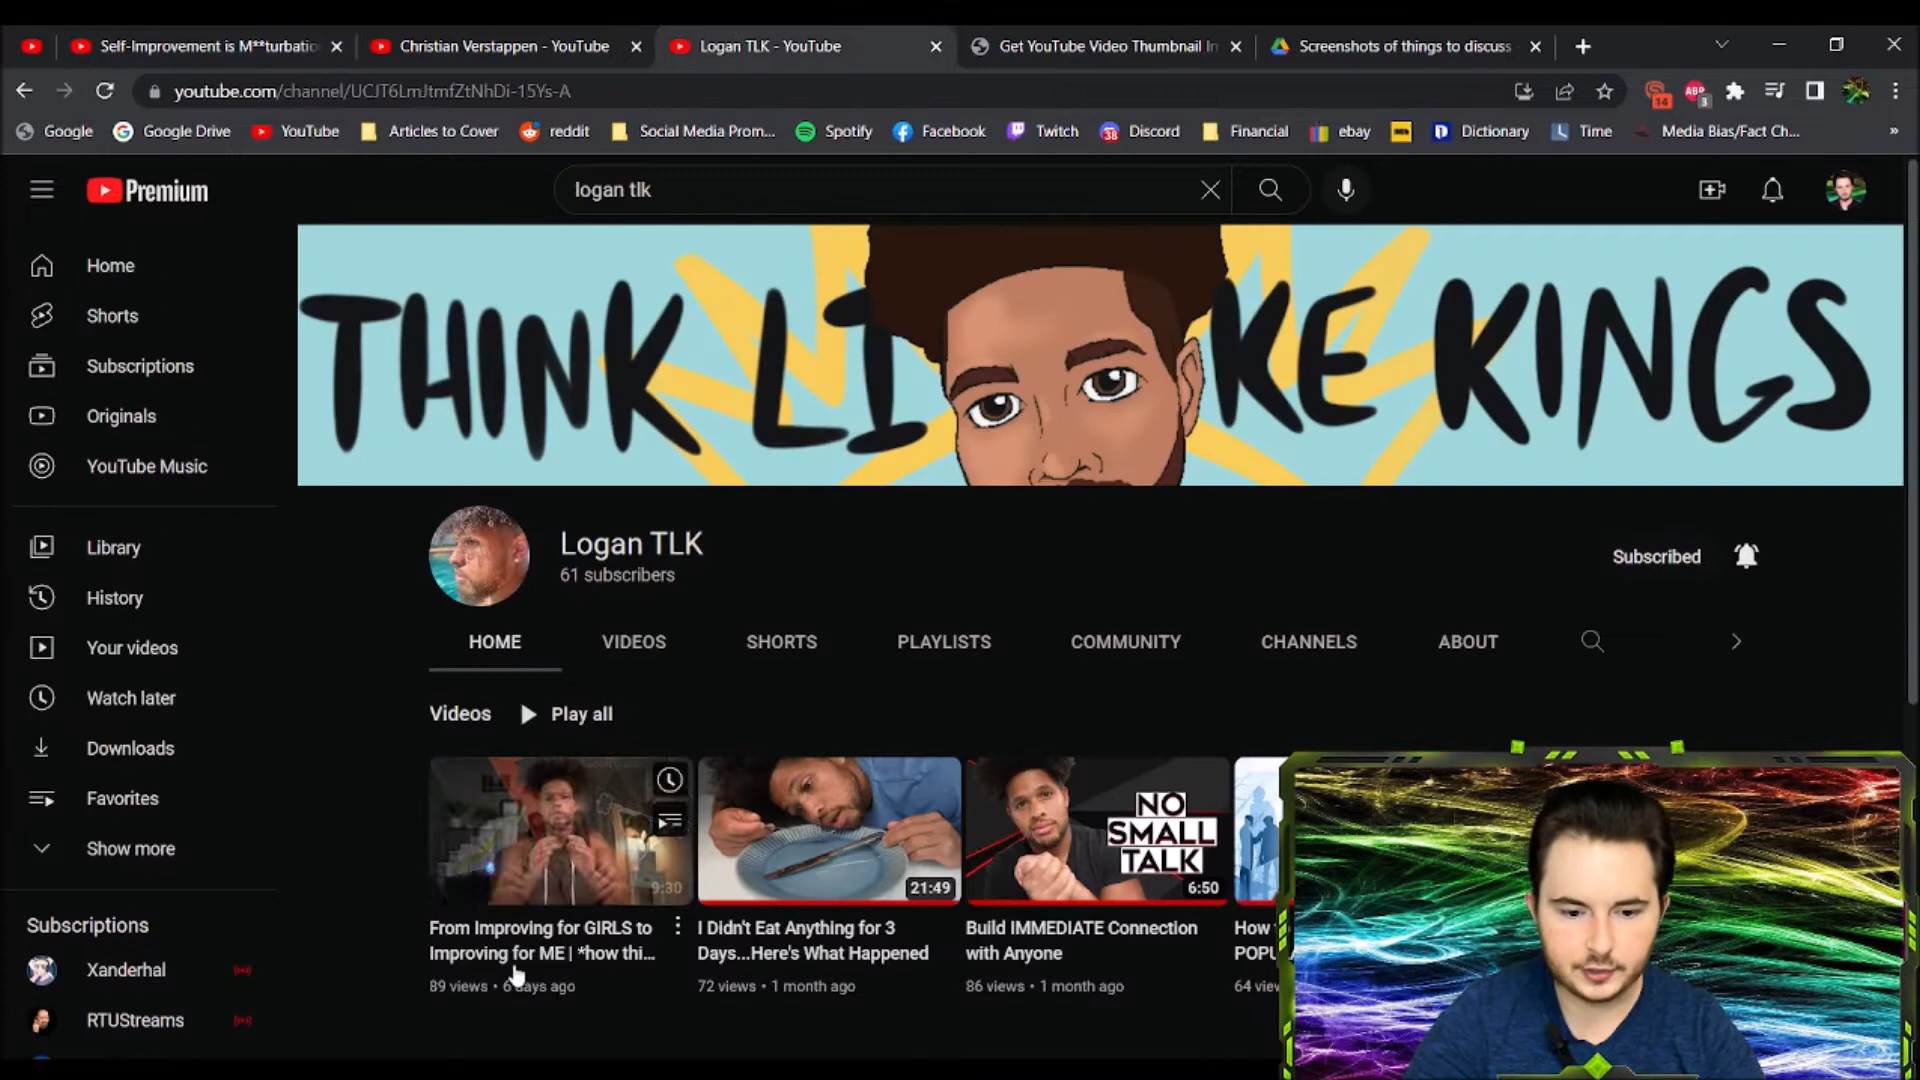 Self-Improvement is M**turbatio
Christian Verstappen - YouTube
Logan TLK - YouTube
Get YouTube Video Thumbnail In
Screenshots of things to discuss
youtube.com/channel/UCJT6LmJtmfZtNhDi-15Ys-A
14
ABP
3
Google
Google Drive
YouTube
Articles to Cover
reddit
Social Media Prom...
Spotify
Facebook
Twitch
38
Discord
Financial
ebay
Dictionary
Time
Media Bias/Fact Ch...
»
Premium
logan tlk
Home
Shorts
Subscriptions
Originals
YouTube Music
Library
History
Your videos
Watch later
Downloads
Favorites
Show more
Subscriptions
Xanderhal
RTUStreams
THINK LIKE KINGS
Logan TLK
61 subscribers
Subscribed
HOME
VIDEOS
SHORTS
PLAYLISTS
COMMUNITY
CHANNELS
ABOUT
Videos
Play all
9:30
From Improving for GIRLS to
Improving for ME | *how thi...
89 views • 6 days ago
21:49
I Didn't Eat Anything for 3
Days...Here's What Happened
72 views • 1 month ago
NO
SMALL
TALK
6:50
Build IMMEDIATE Connection
with Anyone
86 views • 1 month ago
How
POPU
64 view